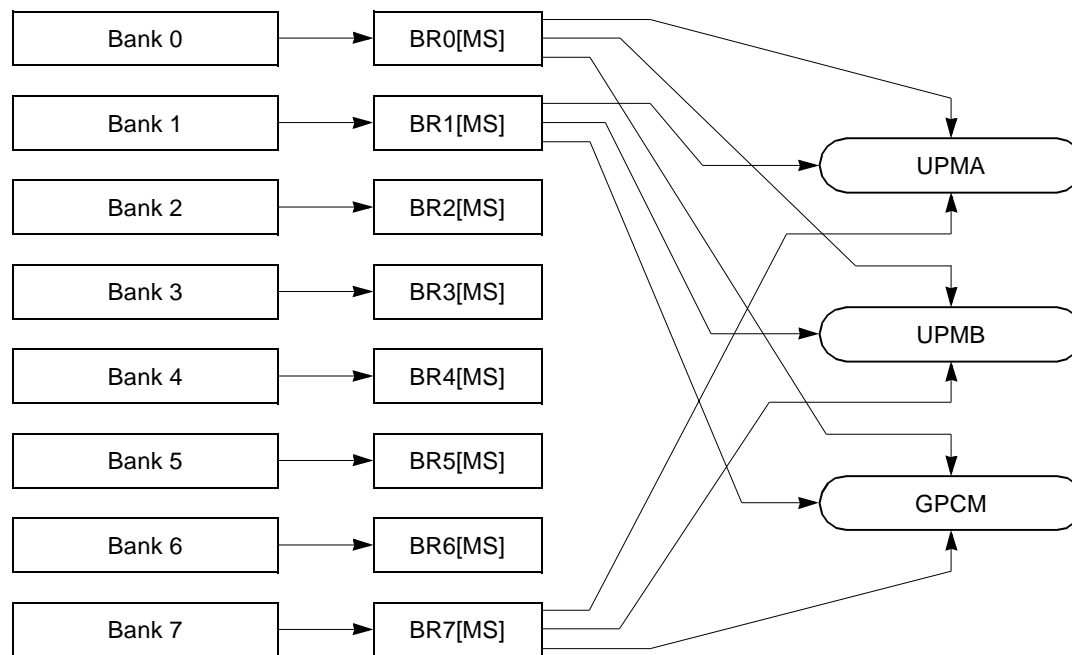 Bank 0
BR0[MS]
Bank 1
BR1[MS]
UPMA
Bank 2
BR2[MS]
Bank 3
BR3[MS]
UPMB
Bank 4
BR4[MS]
Bank 5
BR5[MS]
GPCM
Bank 6
BR6[MS]
Bank 7
BR7[MS]